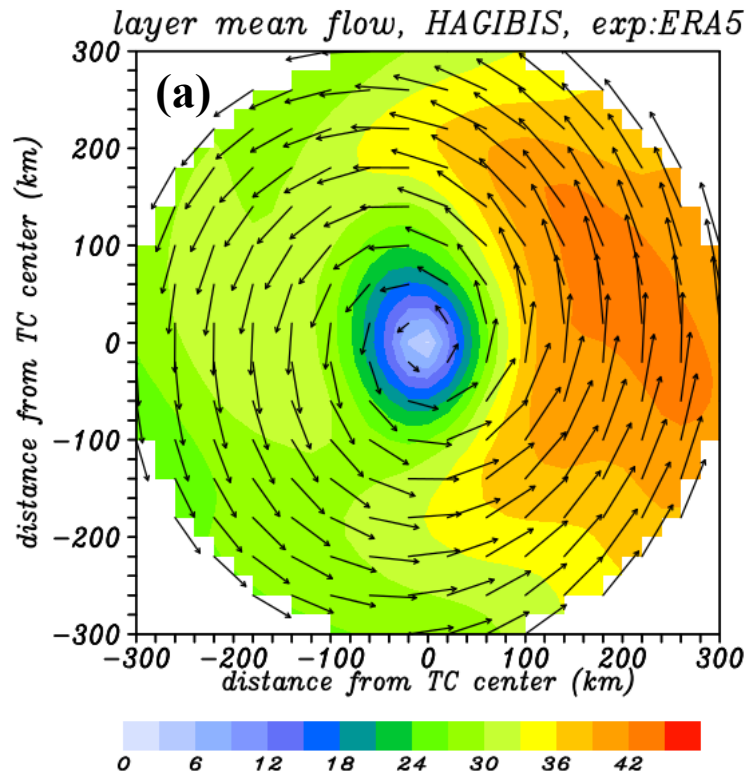 layer mean flow, HAGIBIS, exp:ERA5
(a)
300
200
100
0
-100
-200
-300
distance from TC center (km)
-300 -200 -100 0 100 200 300
distance from TC center (km)
0 6 12 18 24 30 36 42